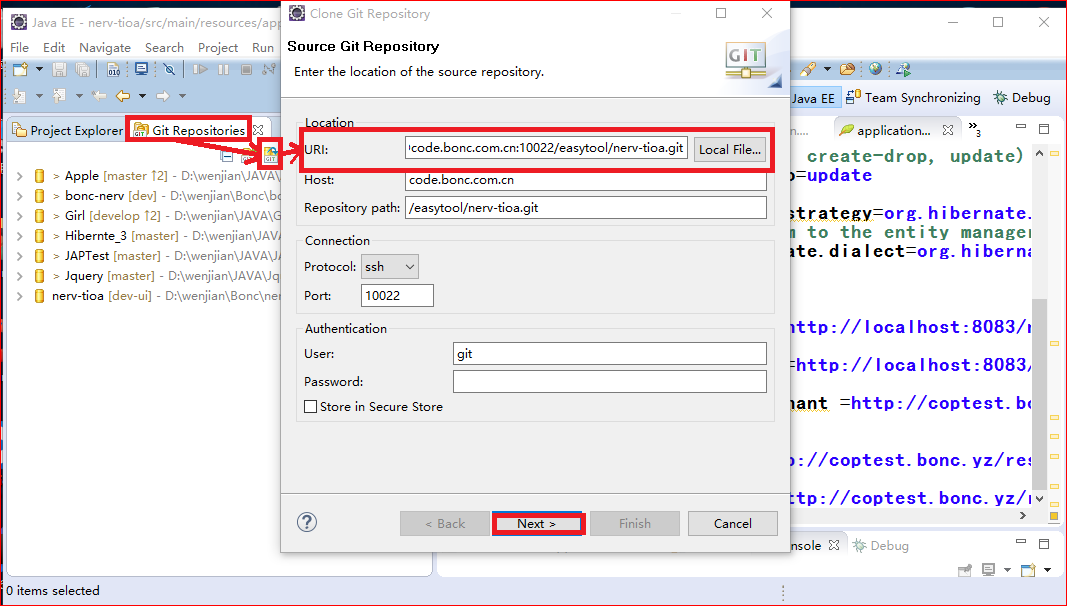 Java EE - nerv-tioa/src/main/resources/app
File Edit Navigate Search Project Run
Project Explorer
Git Repositories
> Apple [master ↑2] - D:\wenjian\JAVA\
> bonc-nerv [dev] - D:\wenjian\Bonc\bo
> Girl [develop ↑2] - D:\wenjian\JAVA\G
> Hibernte_3 [master] - D:\wenjian\JAVA\
> JAPTest [master] - D:\wenjian\JAVA\
> Jquery [master] - D:\wenjian\JAVA\Jq
nerv-tioa [dev-ui] - D:\wenjian\Bonc\ner
0 items selected
Clone Git Repository
Source Git Repository
Enter the location of the source repository.
GIT
Location
URI:
code.bonc.com.cn:10022/easytool/nerv-tioa.git
Local File...
Host:
code.bonc.com.cn
Repository path:
/easytool/nerv-tioa.git
Connection
Protocol:
ssh
Port:
10022
Authentication
User:
git
Password:
Store in Secure Store
?
< Back
Next >
Finish
Cancel
Java EE
Team Synchronizing
Debug
application...
»3
create-drop, update)
=update
strategy=org.hibernate.
to the entity manager
ate.dialect=org.hiberna
http://localhost:8083/
=http://localhost:8083/
nant =http://coptest.bo
://coptest.bonc.yz/res
ttp://coptest.bonc.yz/
nsole
Debug